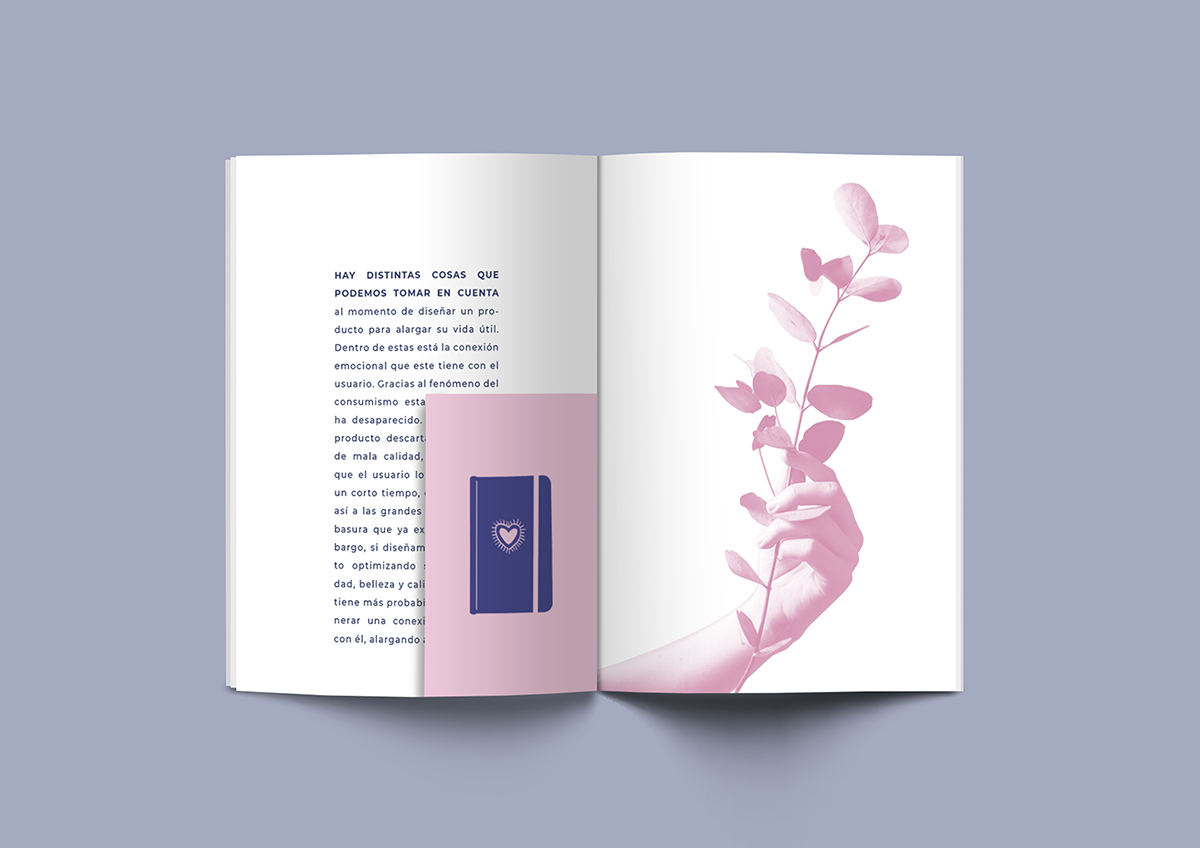 HAY DISTINTAS COSAS QUE
PODEMOS TOMAR EN CUENTA
al momento de diseñar un pro-
ducto para alargar su vida útil.
Dentro de estas está la conexión
emocional que este tiene con el
usuario. Gracias al fenómeno del
consumismo esta
ha desaparecido.
producto descart
de mala calidad,
que el usuario lo
un corto tiempo,
así a las grandes
basura que ya ex
bargo, si diseñam
to optimizando
dad, belleza y cali
tiene más probabi
nerar una conexi
con él, alargando